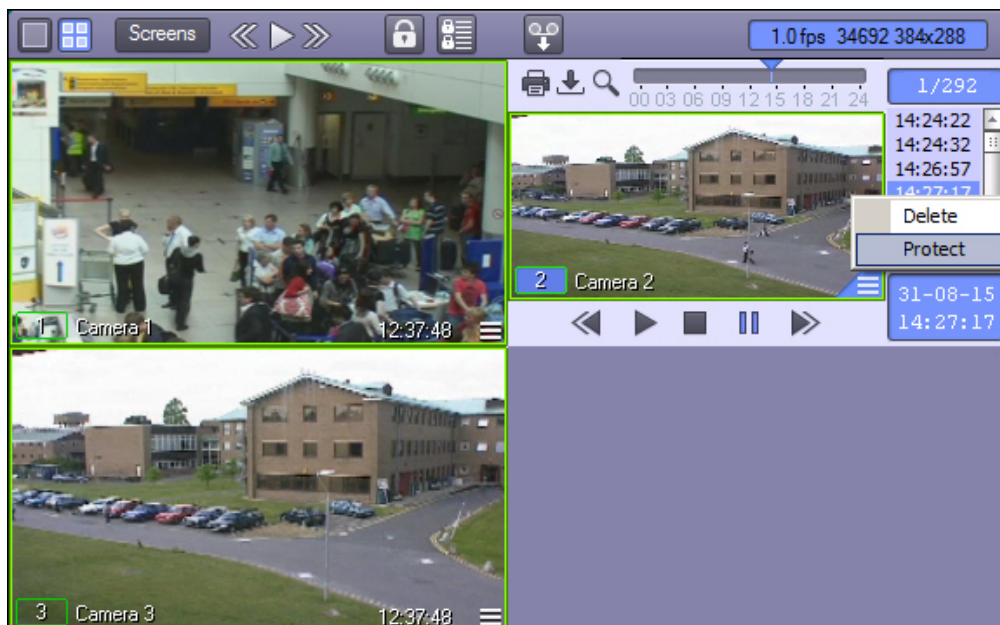 Screens
1.0 fps 34692 384x288
00 03 06 09 12 15 18 21 24
1/292
14:24:22
14:24:32
14:26:57
14:27:17
Delete
Protect
2 Camera 2
31-08-15
14:27:17
1 Camera 1 12:37:48
3 Camera 3 12:37:48